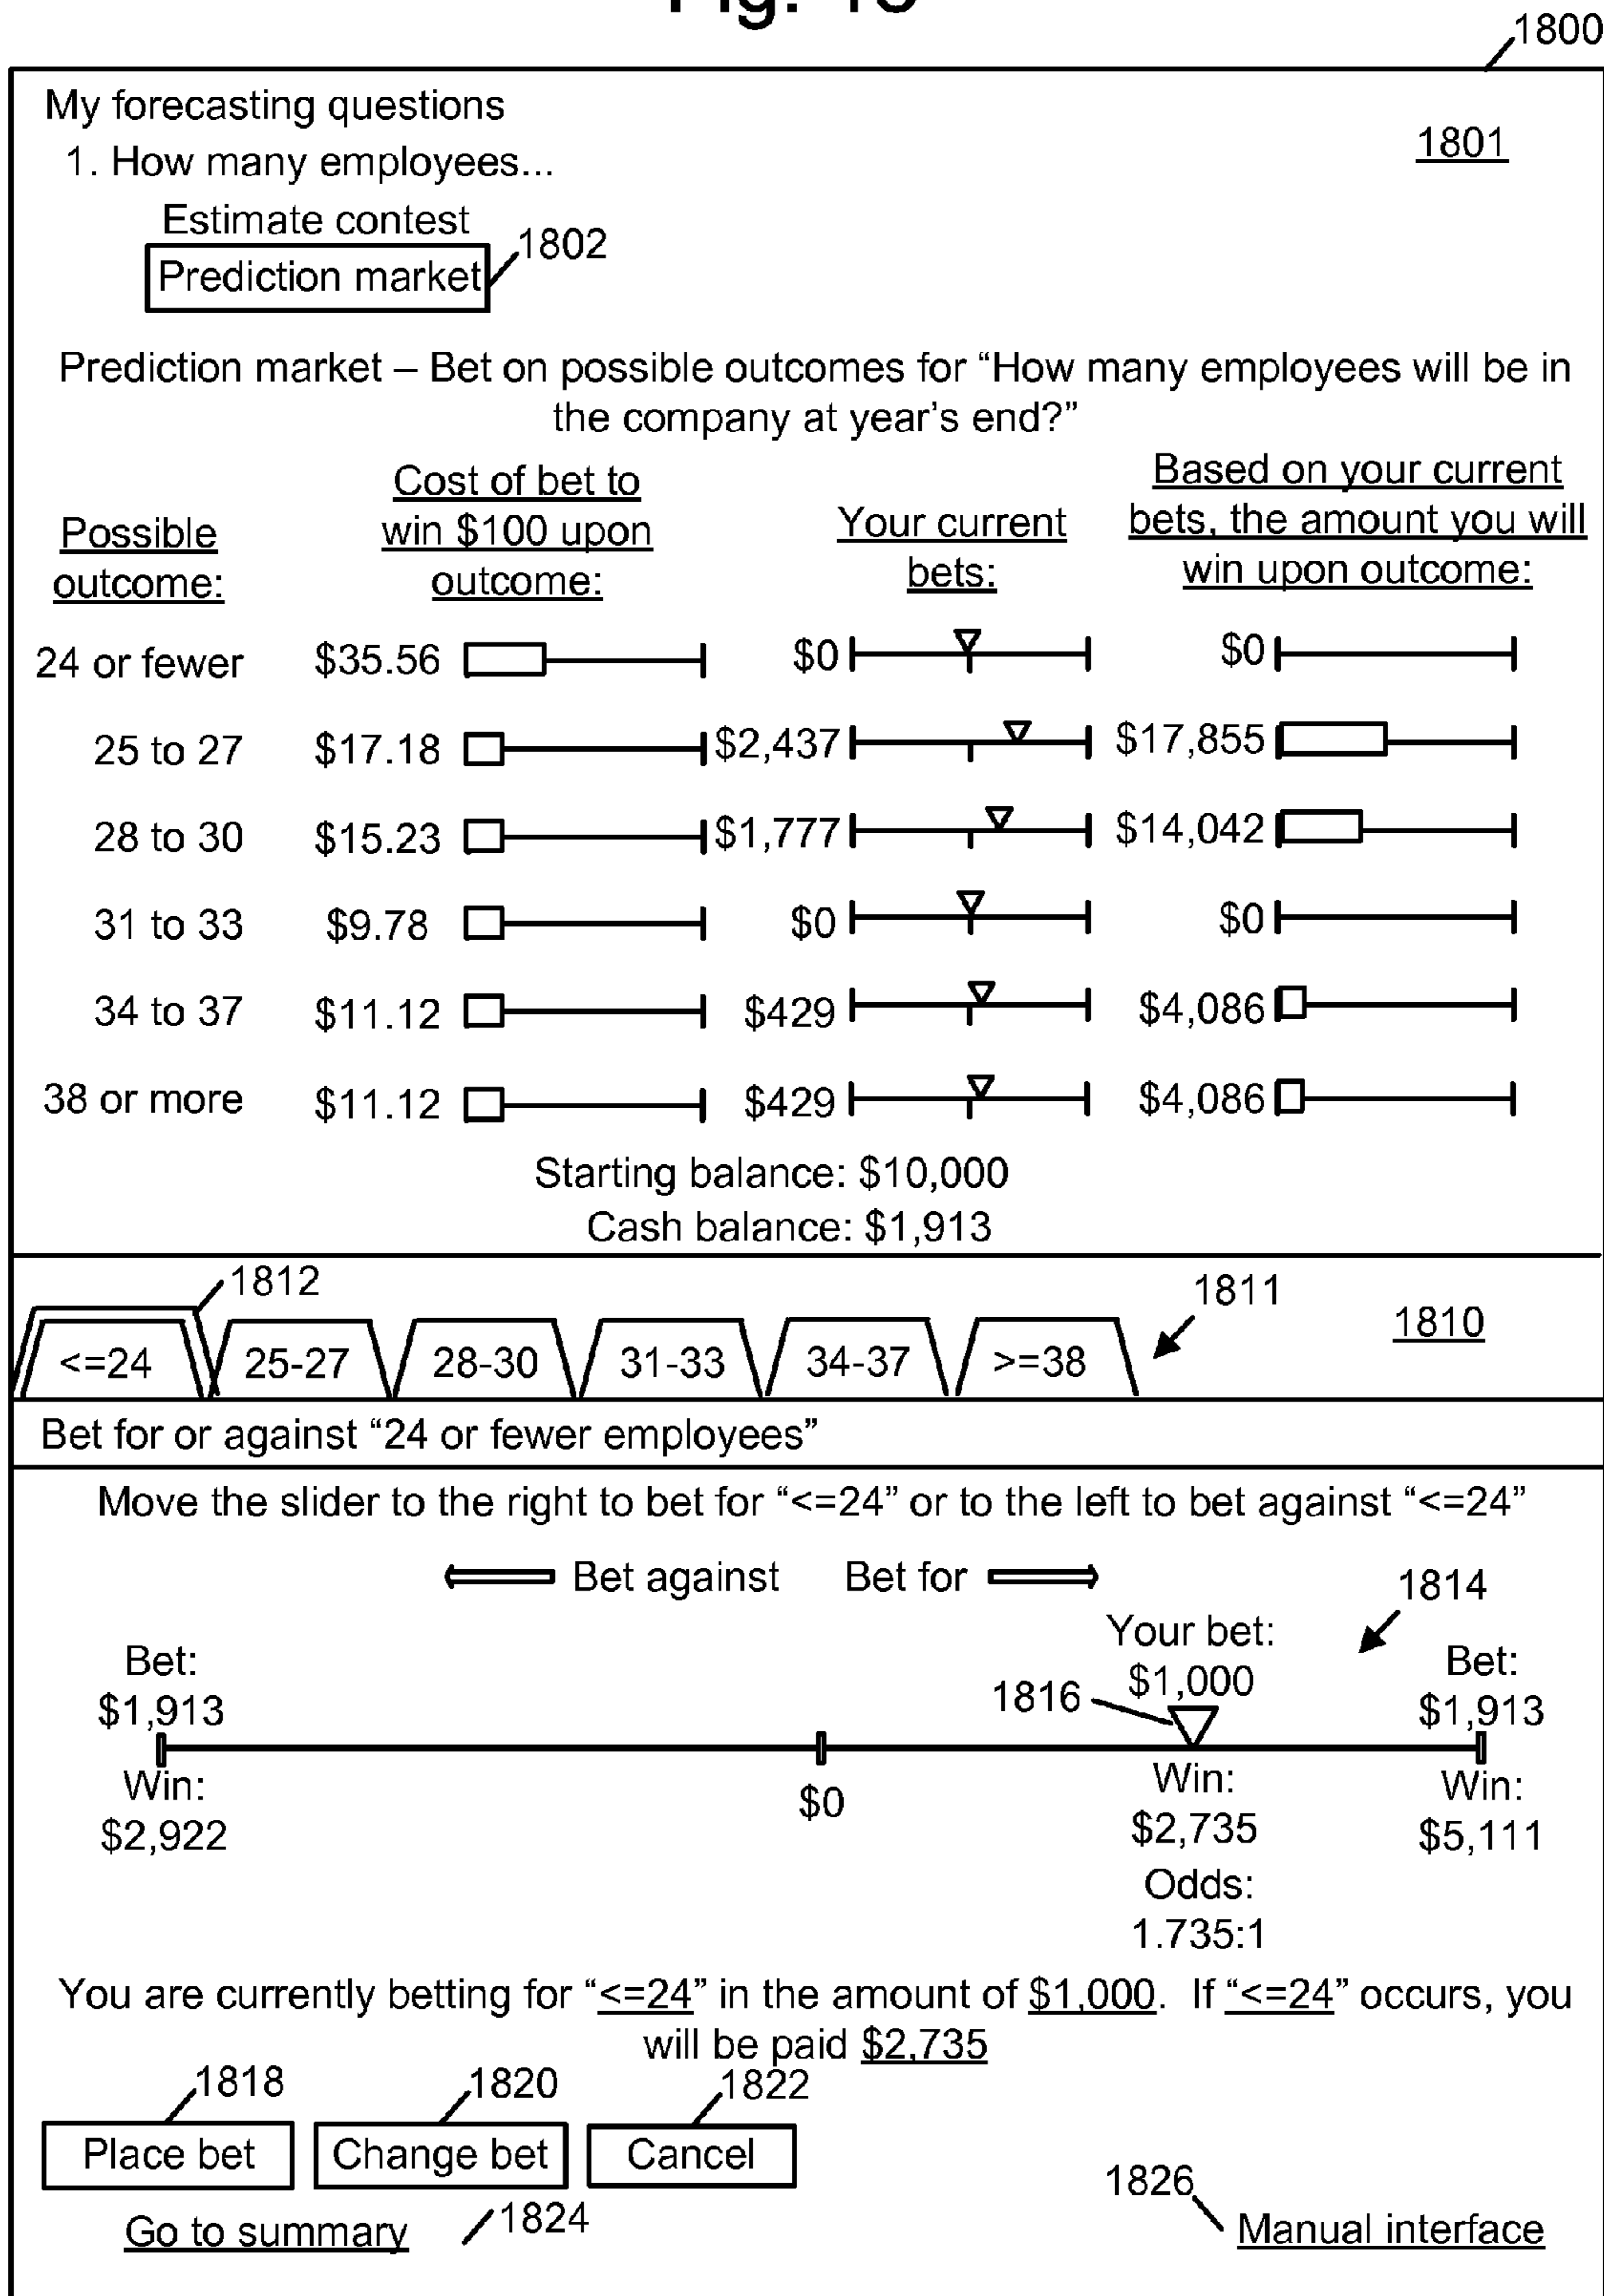 1800
My forecasting questions
1801
1. How many employees...
Estimate contest
1802
Prediction market
Prediction market – Bet on possible outcomes for “How many employees will be in
the company at year’s end?”
Possible
outcome:
Cost of bet to
win $100 upon
outcome:
Your current
bets:
Based on your current
bets, the amount you will
win upon outcome:
24 or fewer $35.56 $0 $0
25 to 27 $17.18 $2,437 $17,855
28 to 30 $15.23 $1,777 $14,042
31 to 33 $9.78 $0 $0
34 to 37 $11.12 $429 $4,086
38 or more $11.12 $429 $4,086
Starting balance: $10,000
Cash balance: $1,913
1812
1811
1810
<=24 25-27 28-30 31-33 34-37 >=38
Bet for or against “24 or fewer employees”
Move the slider to the right to bet for “<=24” or to the left to bet against “<=24”
Bet against Bet for
1814
Your bet:
$1,000
1816
Bet:
$1,913
Bet:
$1,913
Win:
$2,922
$0
Win:
$2,735
Odds:
1.735:1
Win:
$5,111
You are currently betting for “<=24” in the amount of $1,000. If “<=24” occurs, you
will be paid $2,735
1818 1820 1822
Place bet Change bet Cancel
1826
Go to summary 1824
Manual interface